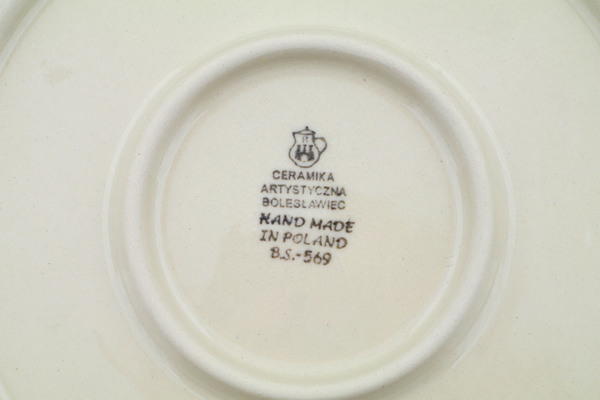 CERAMIKA
ARTYSTYCZNA
BOLESŁAWIEC
HAND MADE
IN POLAND
B.S.-569